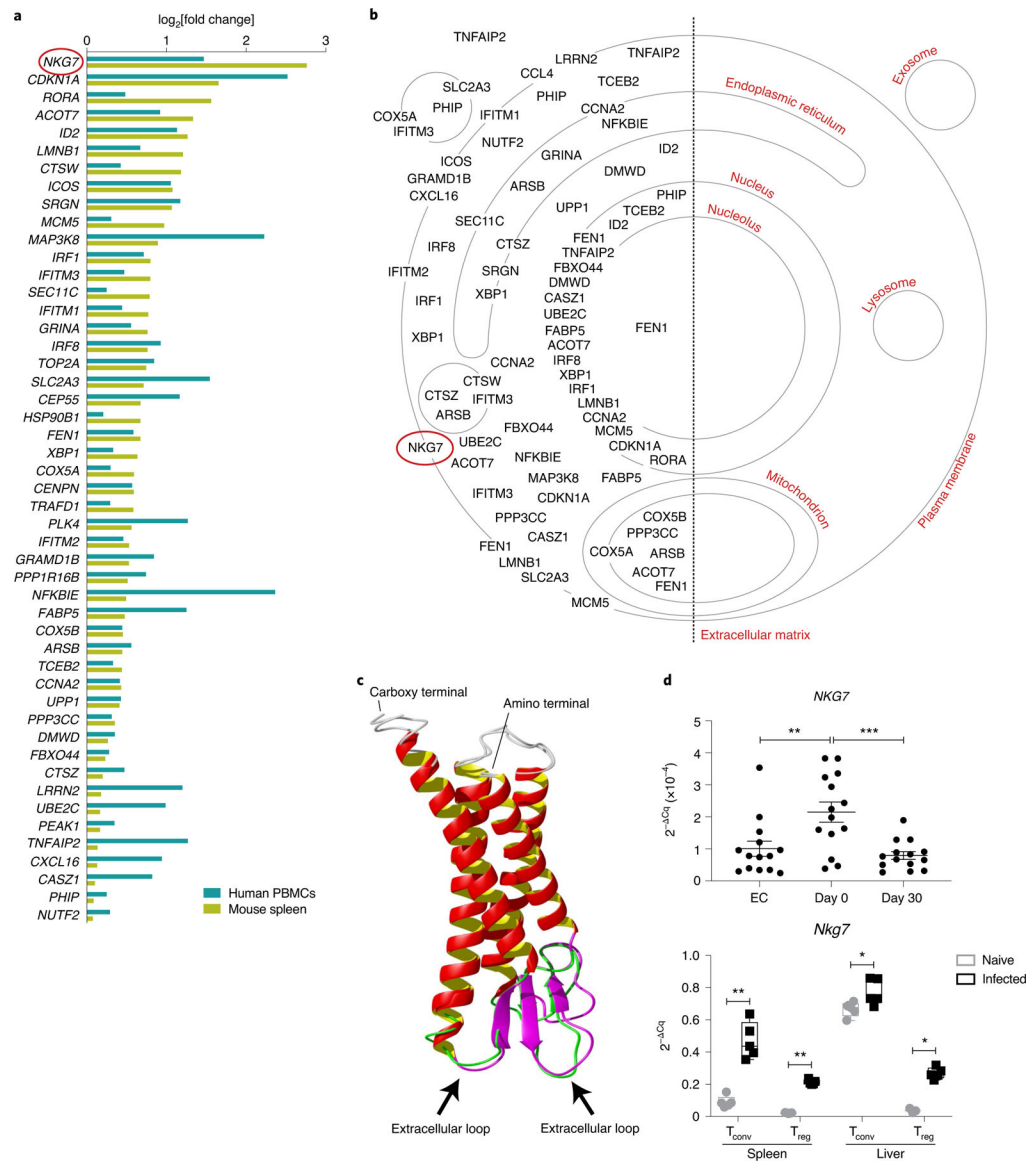 a
log2[fold change]
0 1 2 3
NKG7
CDKN1A
RORA
ACOT7
ID2
LMNB1
CTSW
ICOS
SRGN
MCM5
MAP3K8
IRF1
IFITM3
SEC11C
IFITM1
GRINA
IRF8
TOP2A
SLC2A3
CEP55
HSP90B1
FEN1
XBP1
COX5A
CENPN
TRAFD1
PLK4
IFITM2
GRAMD1B
PPP1R16B
NFKBIE
FABP5
COX5B
ARSB
TCEB2
CCNA2
UPP1
PPP3CC
DMWD
FBXO44
CTSZ
LRRN2
UBE2C
PEAK1
TNFAIP2
CXCL16
CASZ1
PHIP
NUTF2
Human PBMCs
Mouse spleen
b
TNFAIP2
LRRN2
TNFAIP2
CCL4
TCEB2
SLC2A3
PHIP
PHIP
COX5A
IFITM3
IFITM1
CCNA2
NFKBIE
NUTF2
ICOS
GRINA
ID2
GRAMD1B
CXCL16
ARSB
DMWD
PHIP
SEC11C
UPP1
TCEB2
ID2
IRF8
CTSZ
FEN1
TNFAIP2
IFITM2
SRGN
FBXO44
DMWD
IRF1
XBP1
CASZ1
UBE2C
FEN1
XBP1
FABP5
ACOT7
CCNA2
IRF8
CTSW
XBP1
CTSZ
IFITM3
IRF1
ARSB
LMNB1
CCNA2
FBXO44
MCM5
NKG7
UBE2C
CDKN1A
ACOT7
NFKBIE
RORA
MAP3K8
FABP5
IFITM3
CDKN1A
PPP3CC
COX5B
CASZ1
PPP3CC
FEN1
COX5A
ARSB
LMNB1
ACOT7
SLC2A3
FEN1
MCM5
Exosome
Endoplasmic reticulum
Nucleus
Nucleolus
Lysosome
Mitochondrion
Plasma membrane
Extracellular matrix
c
Carboxy terminal
Amino terminal
Extracellular loop
Extracellular loop
d
NKG7
2−ΔCq (×10−4)
5
4
3
2
1
0
**
***
EC Day 0 Day 30
Nkg7
2−ΔCq
1.0
0.8
0.6
0.4
0.2
0
**
**
*
*
Naive
Infected
Tconv Treg Tconv Treg
Spleen Liver